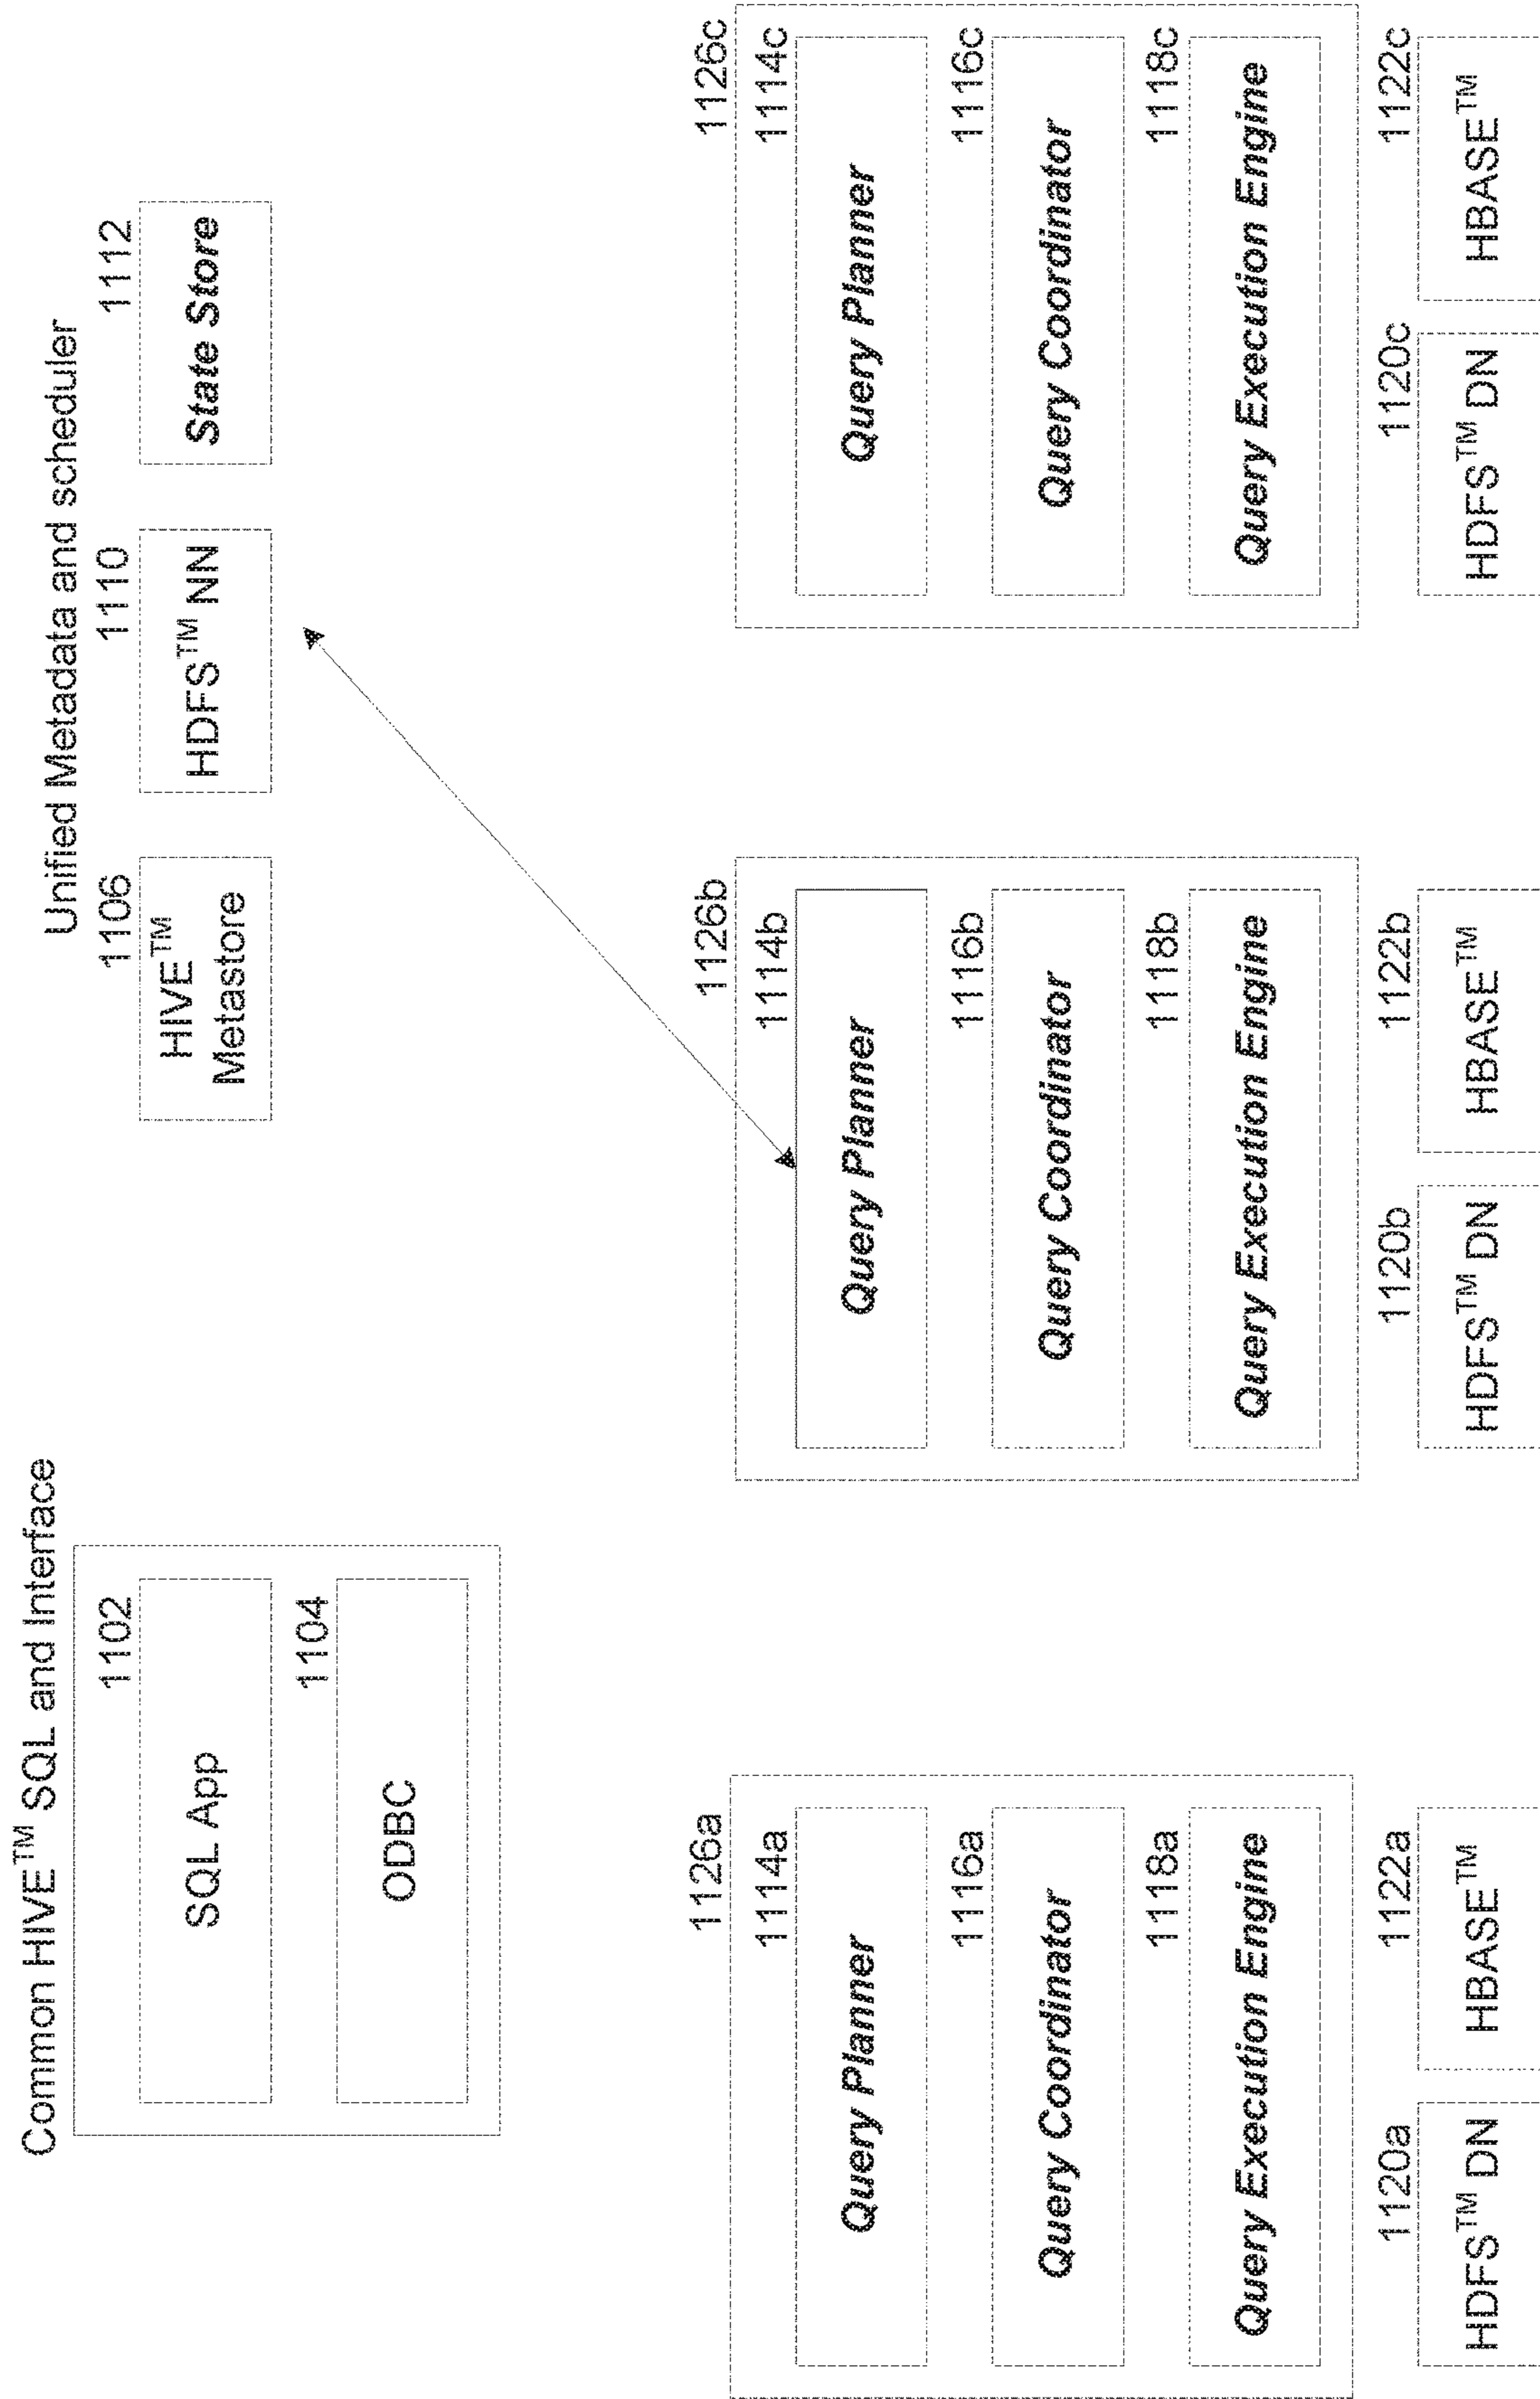 Common HIVE™ SQL and Interface
1102
SQL App
1104
ODBC
Unified Metadata and scheduler
1106
HIVE™
Metastore
1110
HDFS™ NN
1112
State Store
1126a
1114a
Query Planner
1116a
Query Coordinator
1118a
Query Execution Engine
1120a
HDFS™ DN
1122a
HBASE™
1126b
1114b
Query Planner
1116b
Query Coordinator
1118b
Query Execution Engine
1120b
HDFS™ DN
1122b
HBASE™
1126c
1114c
Query Planner
1116c
Query Coordinator
1118c
Query Execution Engine
1120c
HDFS™ DN
1122c
HBASE™